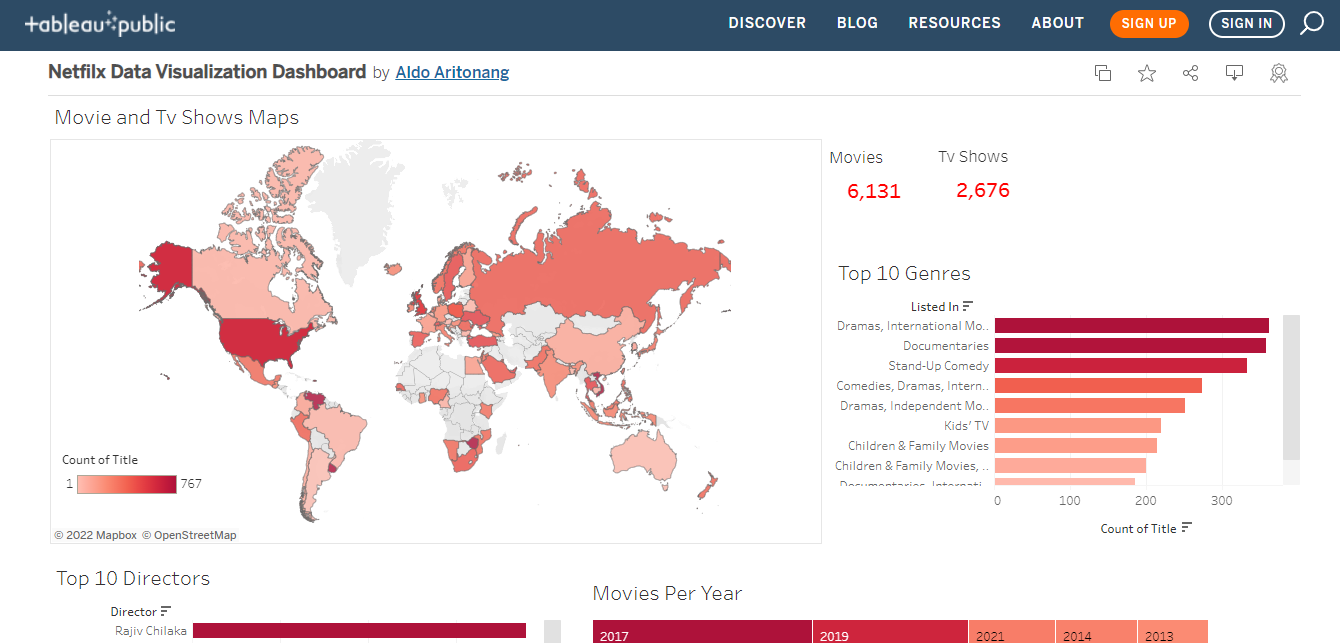 tableau public
DISCOVER BLOG RESOURCES ABOUT SIGN UP SIGN IN
Netfilx Data Visualization Dashboard by Aldo Aritonang
Movie and Tv Shows Maps
Movies Tv Shows
6,131 2,676
Top 10 Genres
Listed In
Dramas, International Mo..
Documentaries
Stand-Up Comedy
Comedies, Dramas, Intern..
Dramas, Independent Mo..
Kids' TV
Children & Family Movies
Children & Family Movies, ..
Documentaries, Internati..
0 100 200 300
Count of Title
Count of Title
1 767
© 2022 Mapbox © OpenStreetMap
Top 10 Directors
Director
Rajiv Chilaka
Movies Per Year
2017 2019 2021 2014 2013